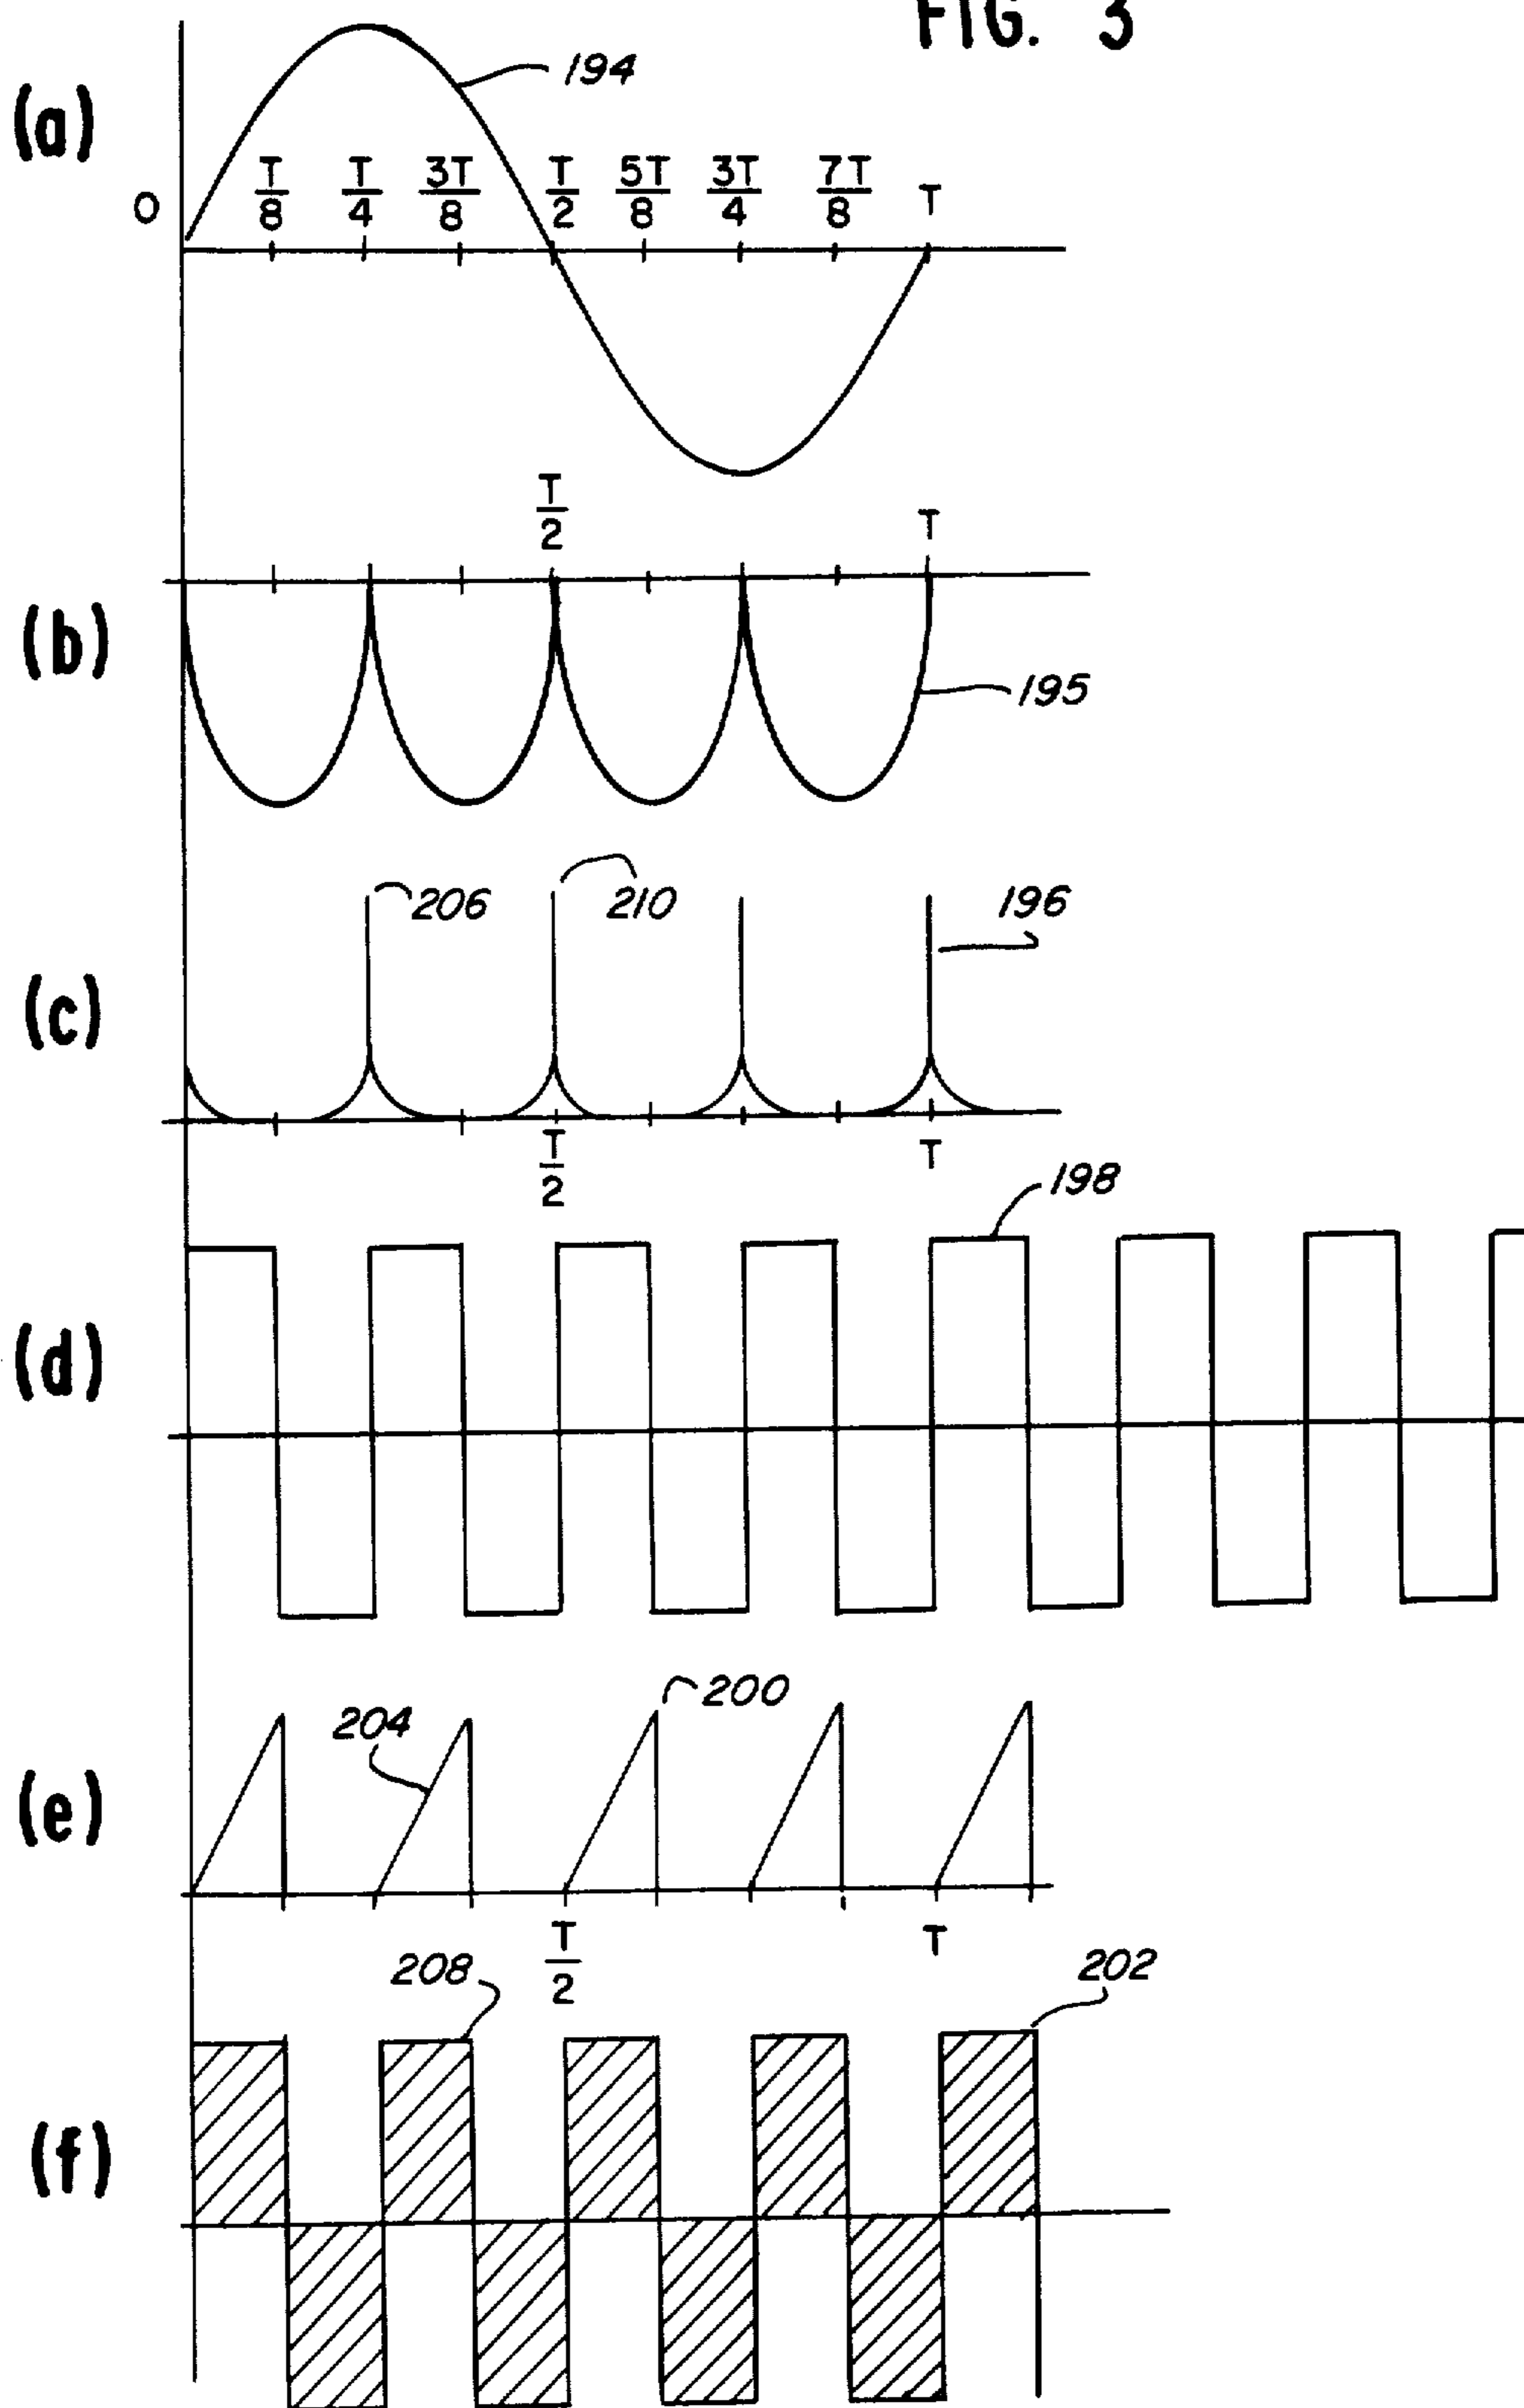 FIG. 3
(a)
194
0
T/8 T/4 3T/8 T/2 5T/8 3T/4 7T/8 T
T/2
T
(b)
195
206
210
196
(c)
T/2
T
198
(d)
200
204
(e)
T/2
T
208
202
(f)